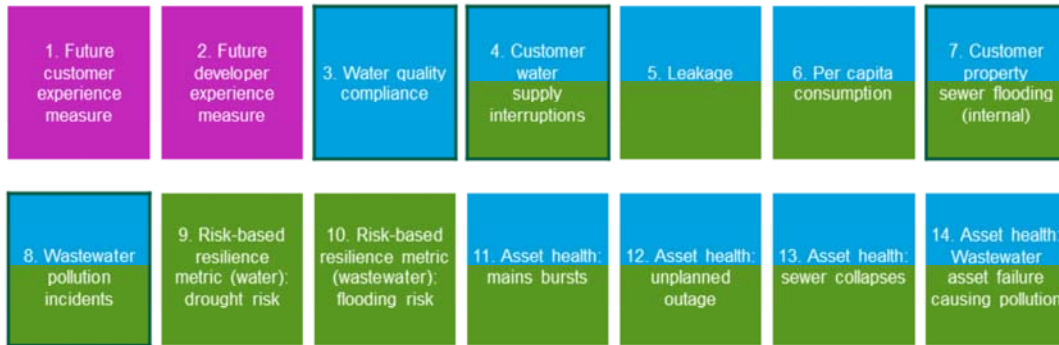 1. Future
customer
experience
measure
2. Future
developer
experience
measure
3. Water quality
compliance
4. Customer
water
supply
interruptions
5. Leakage
6. Per capita
consumption
7. Customer
property
sewer flooding
(internal)
8. Wastewater
pollution
incidents
9. Risk-based
resilience
metric (water):
drought risk
10. Risk-based
resilience metric
(wastewater):
flooding risk
11. Asset health:
mains bursts
12. Asset health:
unplanned
outage
13. Asset health:
sewer collapses
14. Asset health:
Wastewater
asset failure
causing pollution